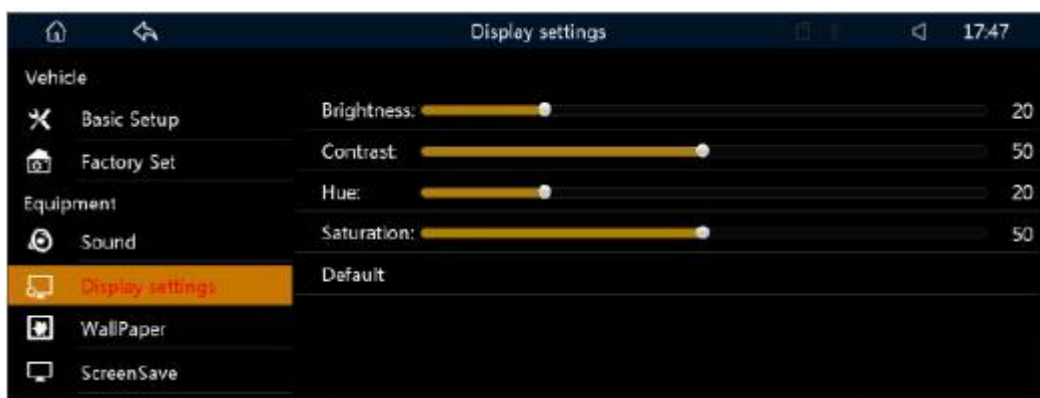 Display settings 17:47
Vehicle
Basic Setup
Factory Set
Equipment
Sound
Display settings
WallPaper
ScreenSave
Brightness: 20
Contrast: 50
Hue: 20
Saturation: 50
Default